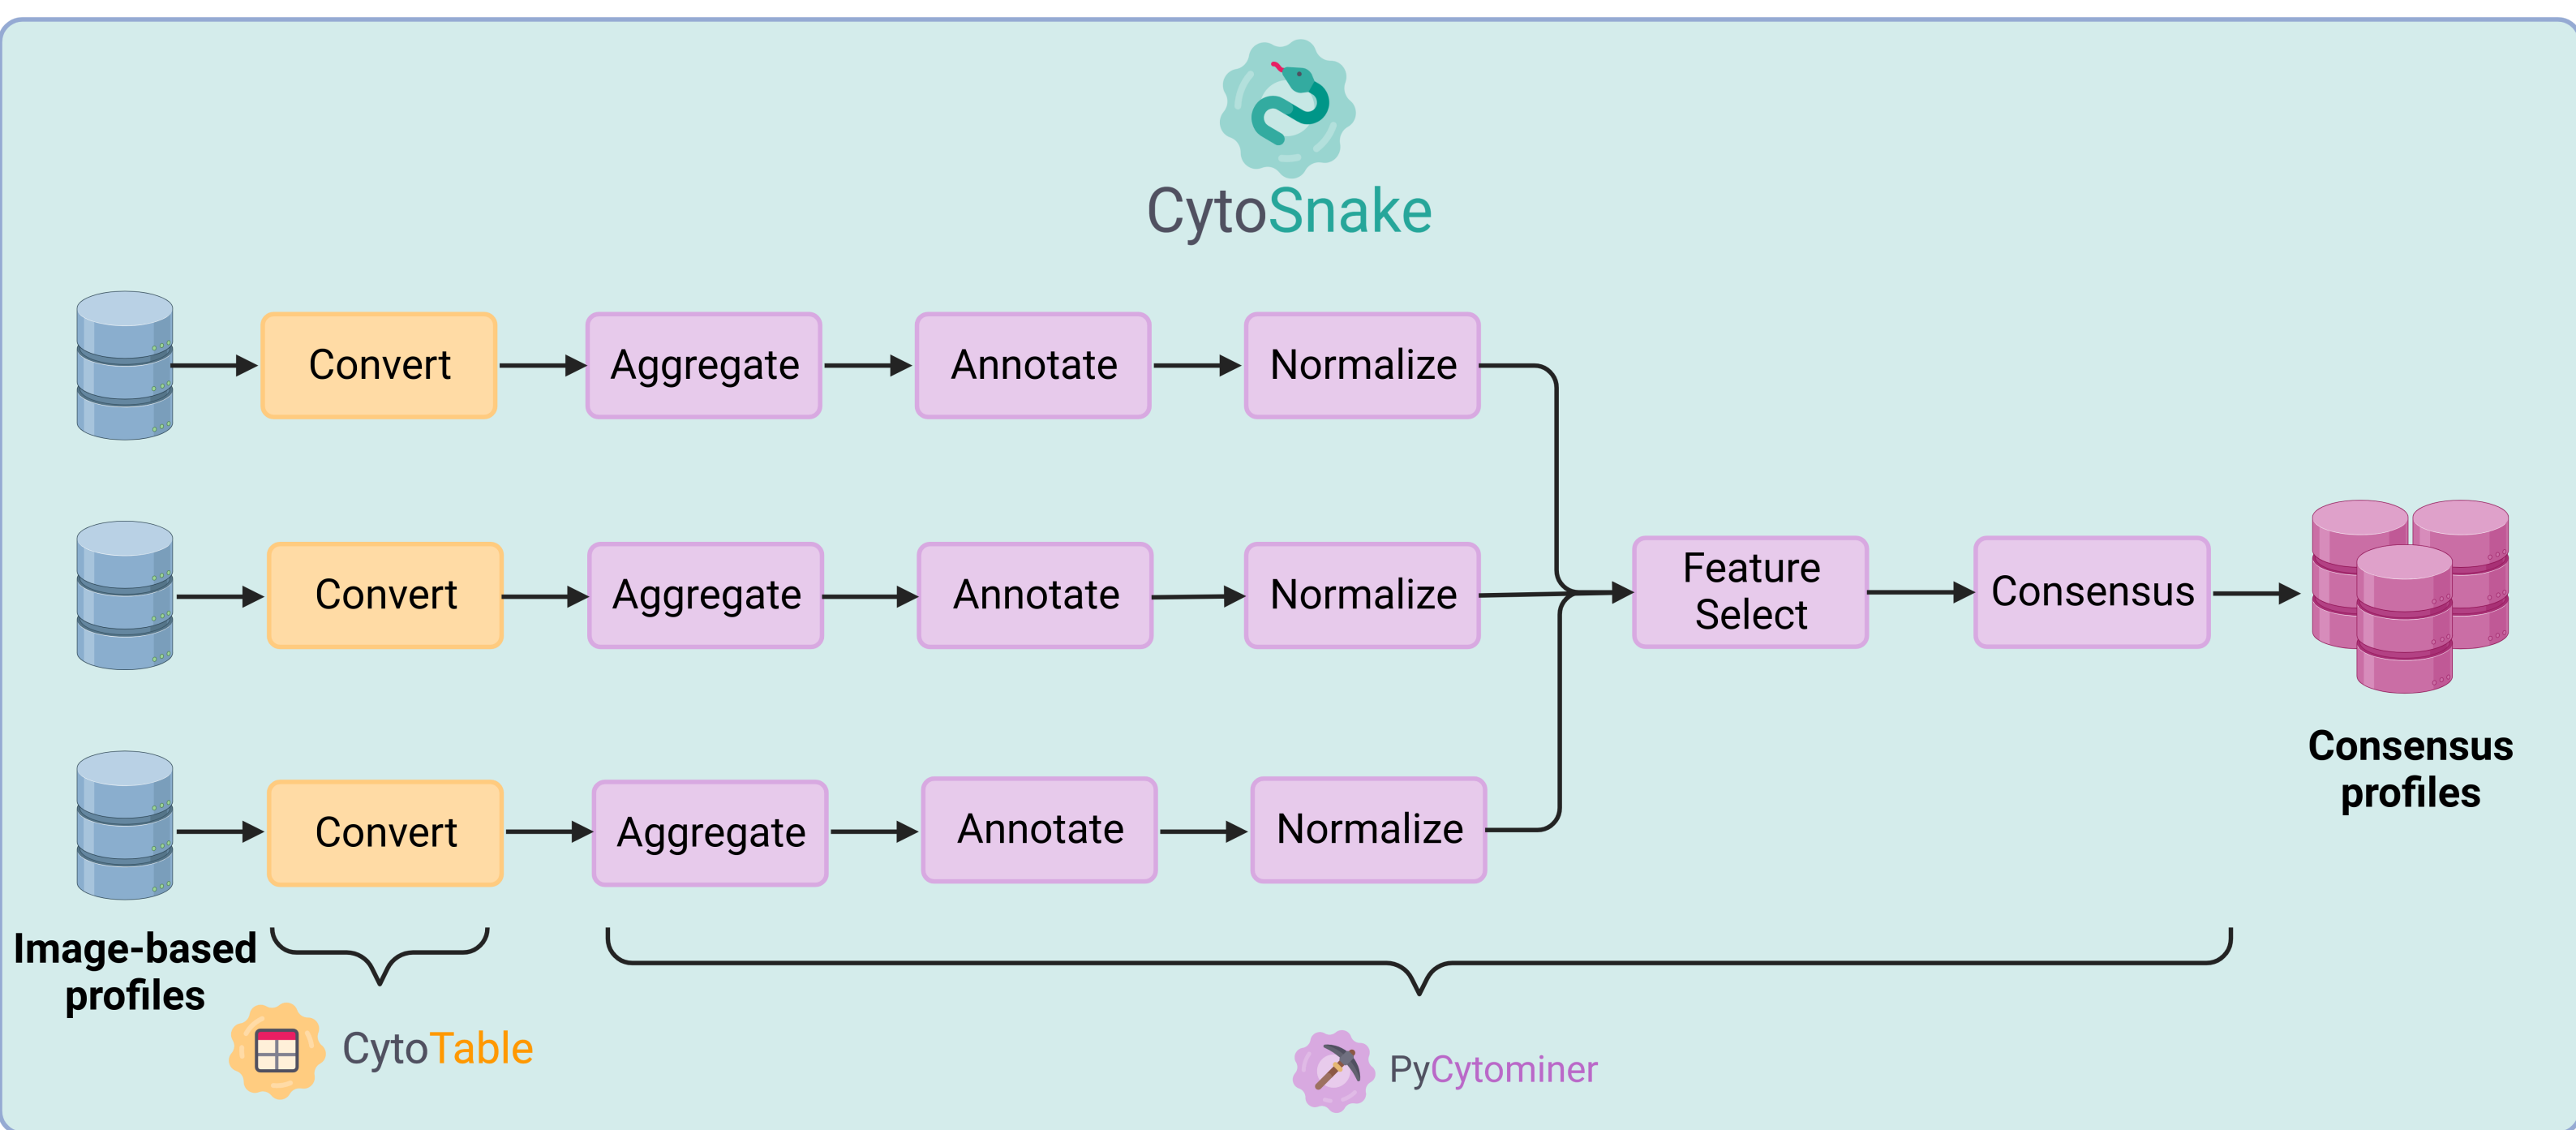 CytoSnake
Convert
Aggregate
Annotate
Normalize
Convert
Aggregate
Annotate
Normalize
Feature
Select
Consensus
Convert
Aggregate
Annotate
Normalize
Consensus
profiles
Image-based
profiles
CytoTable
PyCytominer